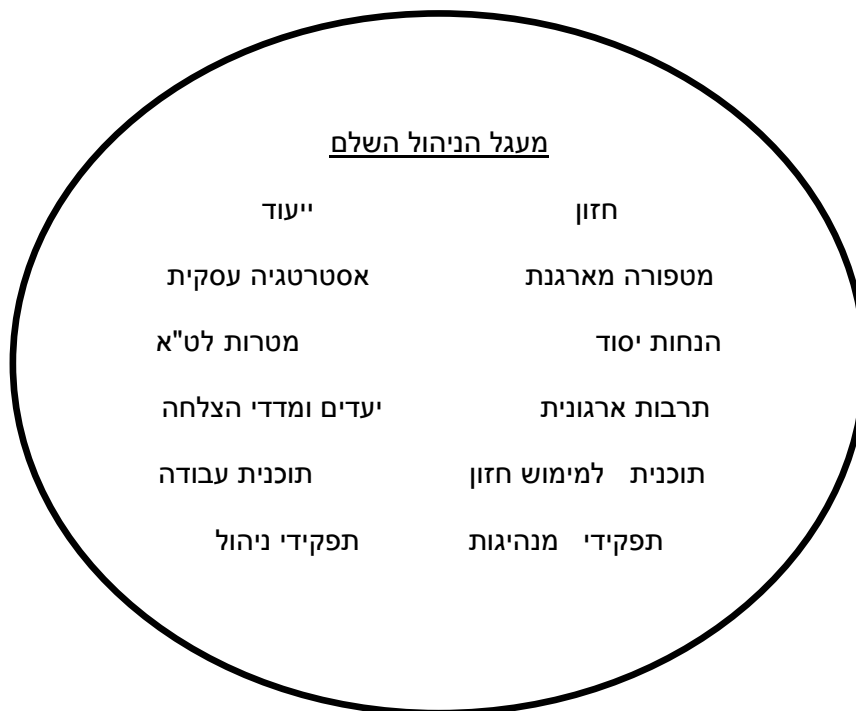 מעגל הניהול השלם
חזון ייעוד
מטפורה מארגנת אסטרטגיה עסקית
הנחות יסוד מטרות לט"א
תרבות ארגונית יעדים ומדדי הצלחה
תוכנית למימוש חזון תוכנית עבודה
תפקידי מנהיגות תפקידי ניהול